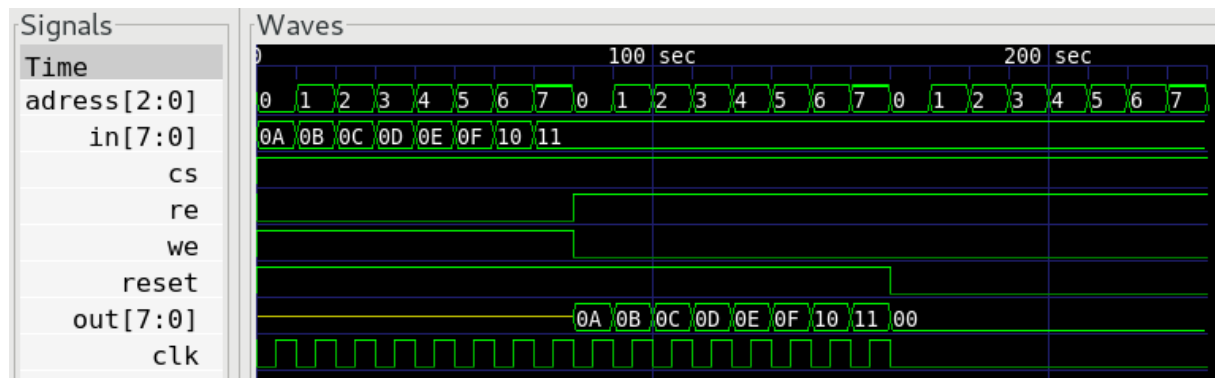 Signals Waves
Time 0 100 sec 200 sec
adress[2:0] 0 1 2 3 4 5 6 7 0 1 2 3 4 5 6 7 0 1 2 3 4 5 6 7
in[7:0] 0A 0B 0C 0D 0E 0F 10 11
cs
re
we
reset
out[7:0] 0A 0B 0C 0D 0E 0F 10 11 00
clk